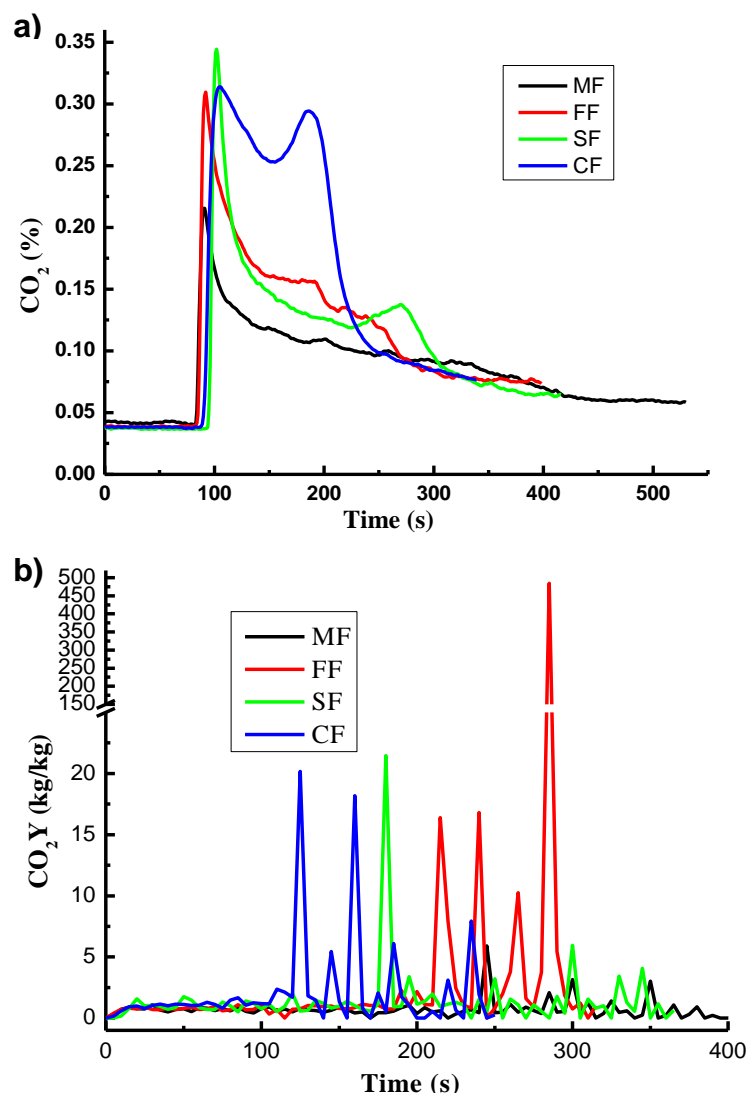 a)
0.35
0.30
0.25
0.20
0.15
0.10
0.05
0.00
CO2 (%)
MF
FF
SF
CF
0 100 200 300 400 500
Time (s)
b)
500
450
400
350
300
250
200
150
20
15
10
5
0
CO2Y (kg/kg)
MF
FF
SF
CF
0 100 200 300 400
Time (s)